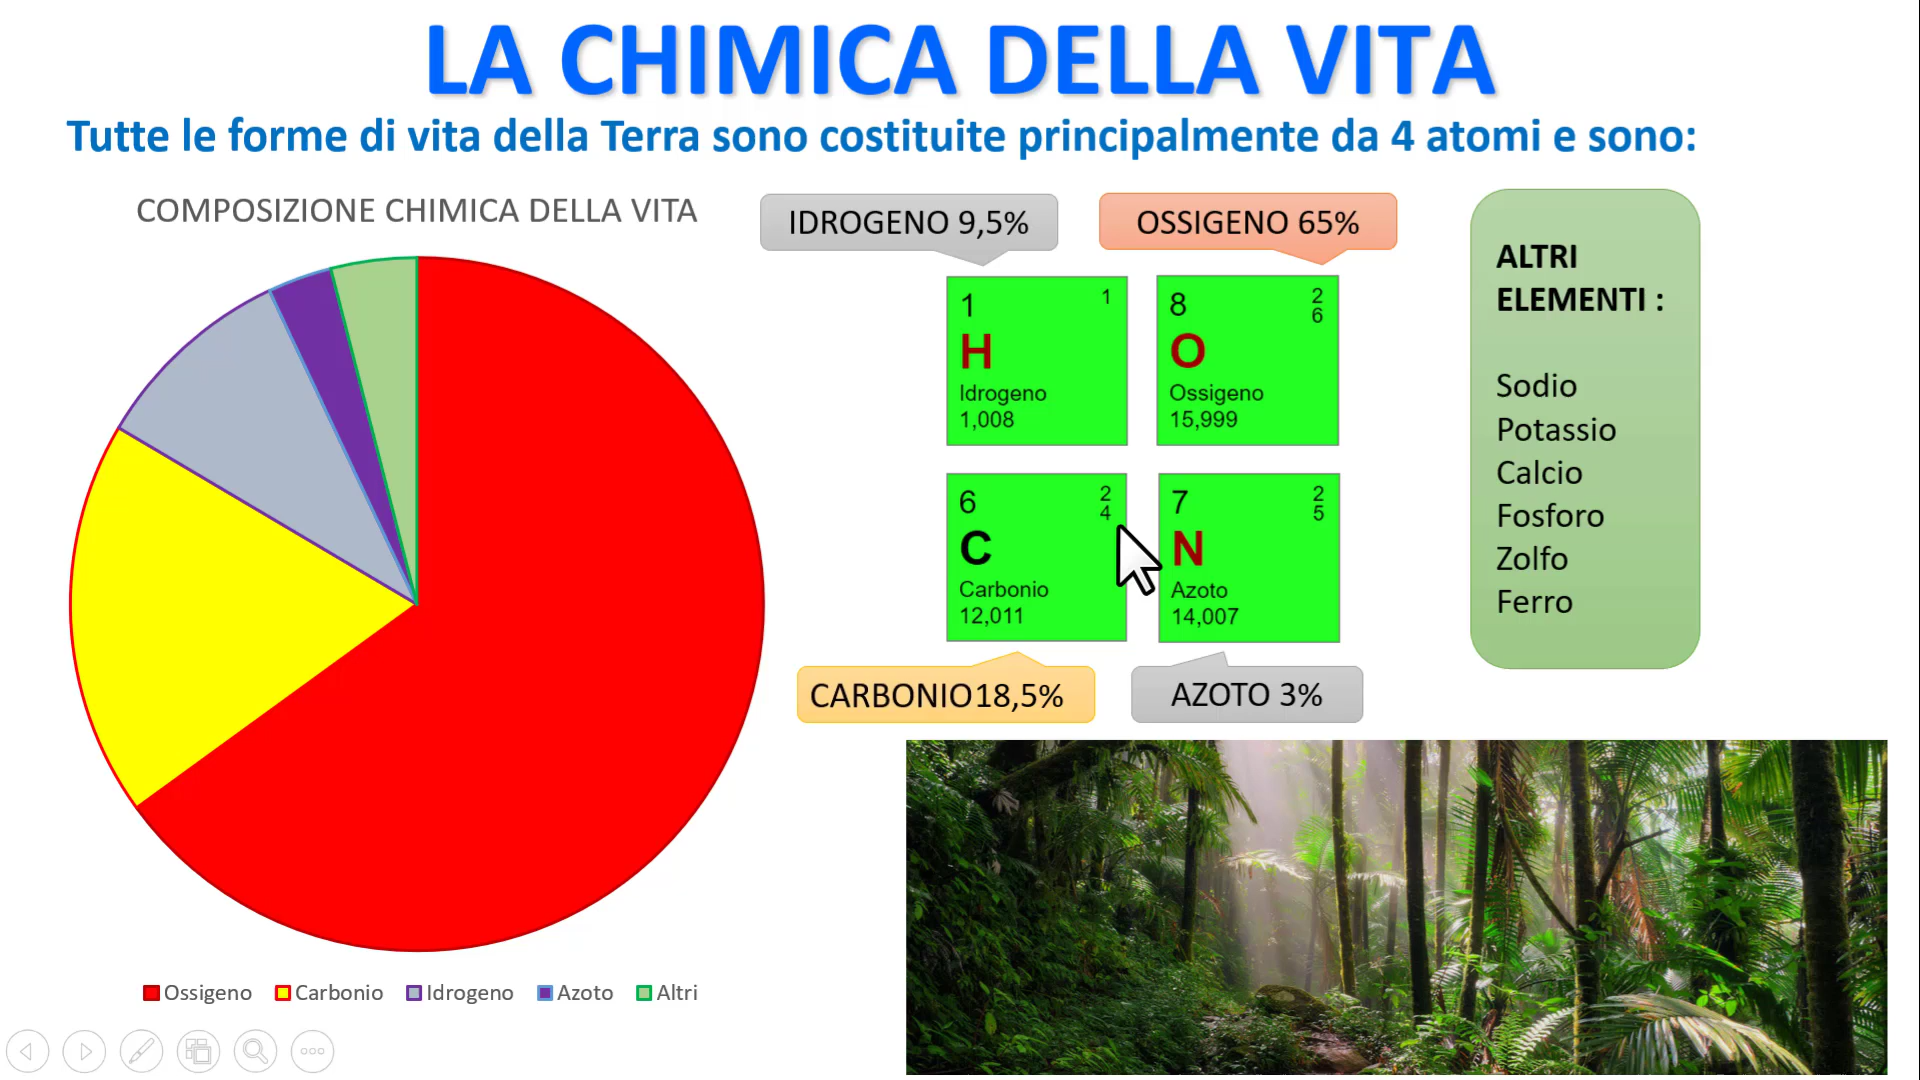 LA CHIMICA DELLA VITA
Tutte le forme di vita della Terra sono costituite principalmente da 4 atomi e sono:
COMPOSIZIONE CHIMICA DELLA VITA
Ossigeno Carbonio Idrogeno Azoto Altri
IDROGENO 9,5%
OSSIGENO 65%
1 1
H
Idrogeno
1,008
8 2
6
O
Ossigeno
15,999
6 2
4
C
Carbonio
12,011
7 2
5
N
Azoto
14,007
CARBONIO18,5%
AZOTO 3%
ALTRI
ELEMENTI :
Sodio
Potassio
Calcio
Fosforo
Zolfo
Ferro